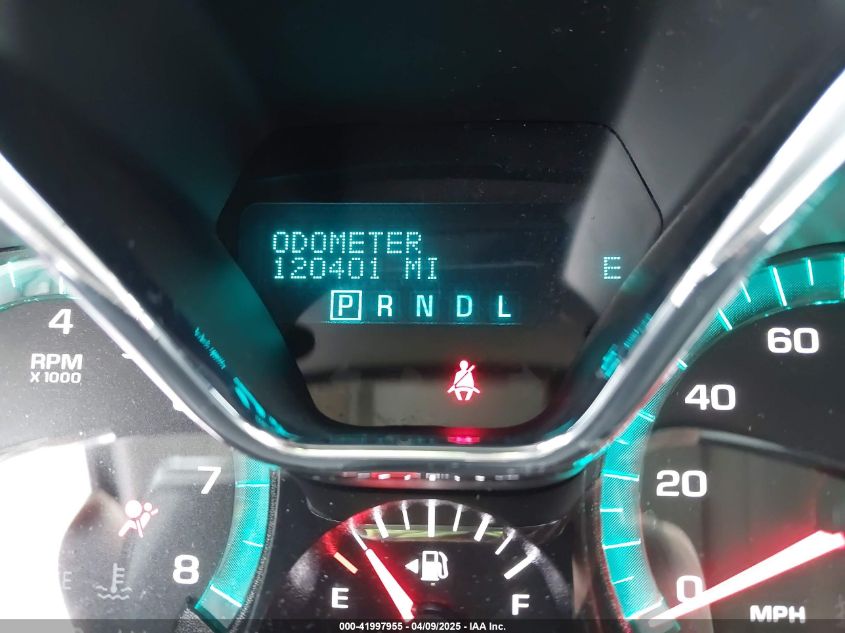 ODOMETER
120401 MI E
P R N D L
4
RPM
X 1000
7
8
E
E F
60
40
20
0
MPH
000-41997955 - 04/09/2025 - IAA Inc.